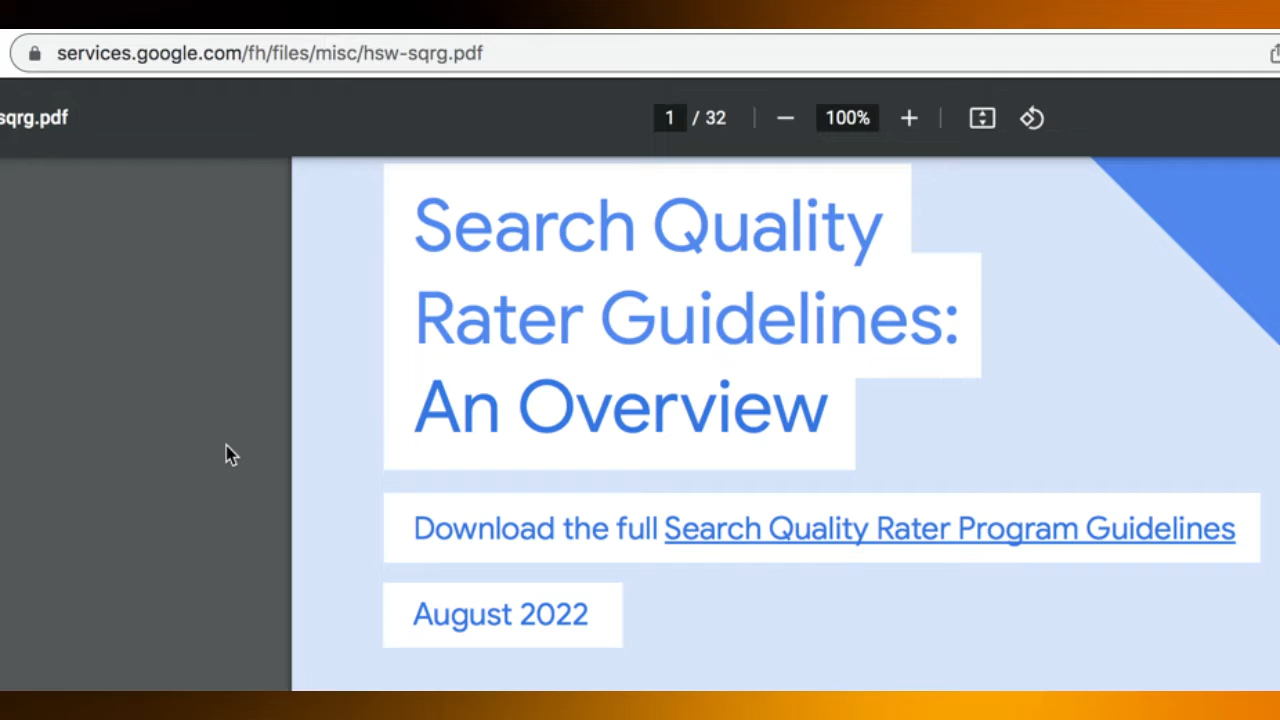 services.google.com/fh/files/misc/hsw-sqrg.pdf
sqrg.pdf
1 / 32
100%
Search Quality
Rater Guidelines:
An Overview
Download the full Search Quality Rater Program Guidelines
August 2022